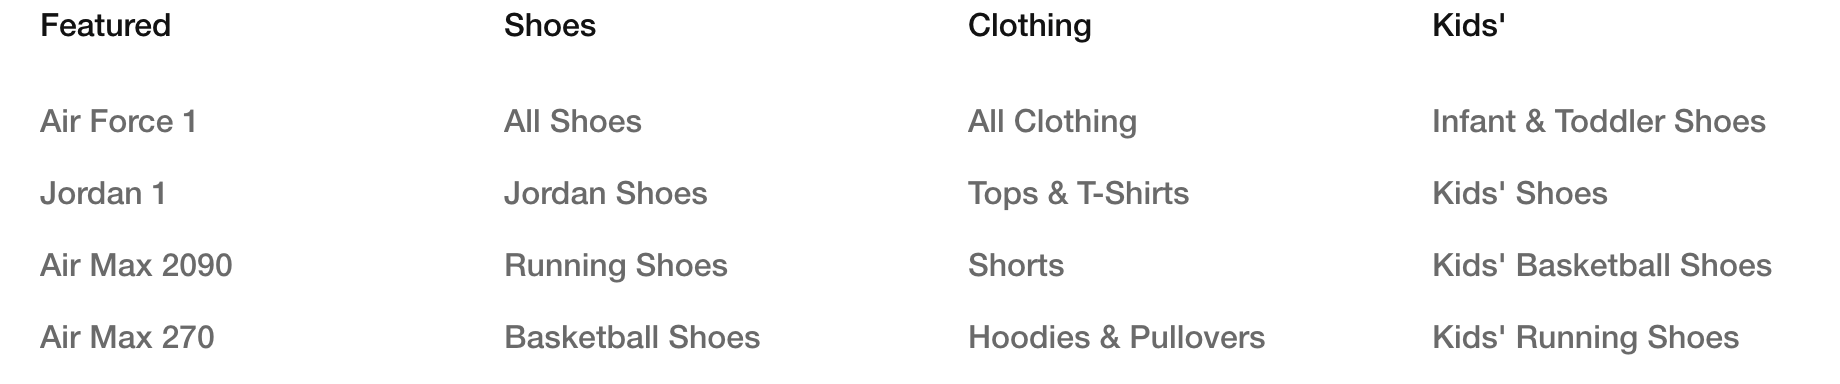 Featured
Air Force 1
Jordan 1
Air Max 2090
Air Max 270
Shoes
All Shoes
Jordan Shoes
Running Shoes
Basketball Shoes
Clothing
All Clothing
Tops & T-Shirts
Shorts
Hoodies & Pullovers
Kids'
Infant & Toddler Shoes
Kids' Shoes
Kids' Basketball Shoes
Kids' Running Shoes